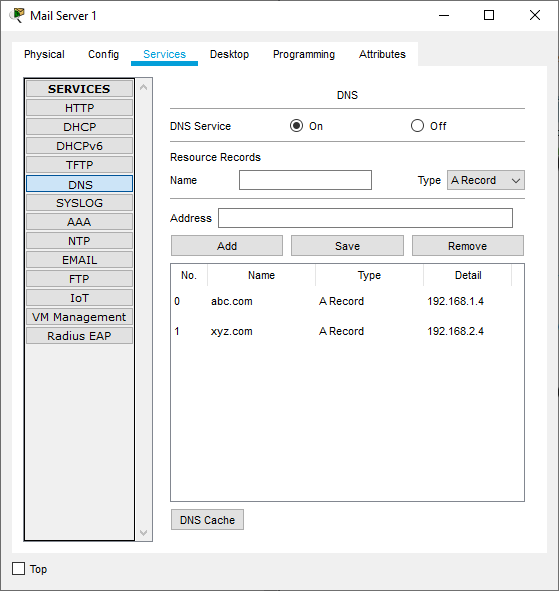 Mail Server 1
Physical Config Services Desktop Programming Attributes
SERVICES
HTTP
DHCP
DHCPv6
TFTP
DNS
SYSLOG
AAA
NTP
EMAIL
FTP
IoT
VM Management
Radius EAP
DNS
DNS Service On Off
Resource Records
Name Type A Record
Address
Add Save Remove
No. Name Type Detail
0 abc.com A Record 192.168.1.4
1 xyz.com A Record 192.168.2.4
DNS Cache
Top